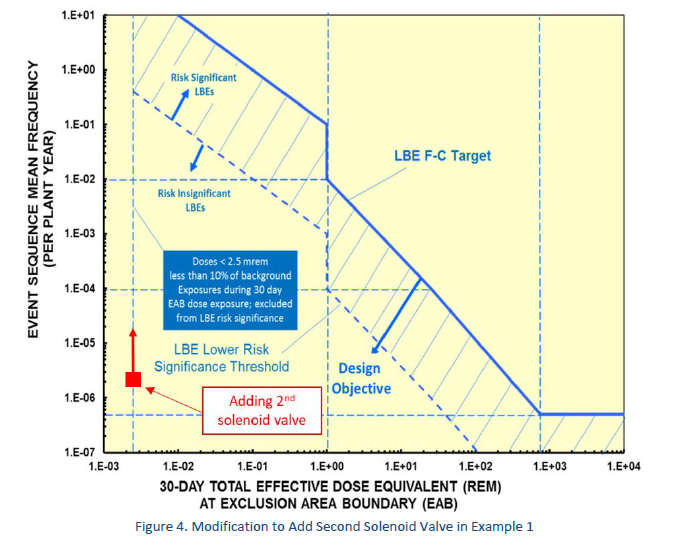 EVENT SEQUENCE MEAN FREQUENCY
(PER PLANT YEAR)
1.E+01
1.E+00
1.E-01
1.E-02
1.E-03
1.E-04
1.E-05
1.E-06
1.E-07
Risk Significant
LBEs
LBE F-C Target
Risk Insignificant
LBEs
Doses < 2.5 mrem
less than 10% of background
Exposures during 30 day
EAB dose exposure; excluded
from LBE risk significance
LBE Lower Risk
Significance Threshold
Design
Objective
Adding 2nd
solenoid valve
1.E-03
1.E-02
1.E-01
1.E+00
1.E+01
1.E+02
1.E+03
1.E+04
30-DAY TOTAL EFFECTIVE DOSE EQUIVALENT (REM)
AT EXCLUSION AREA BOUNDARY (EAB)
Figure 4. Modification to Add Second Solenoid Valve in Example 1